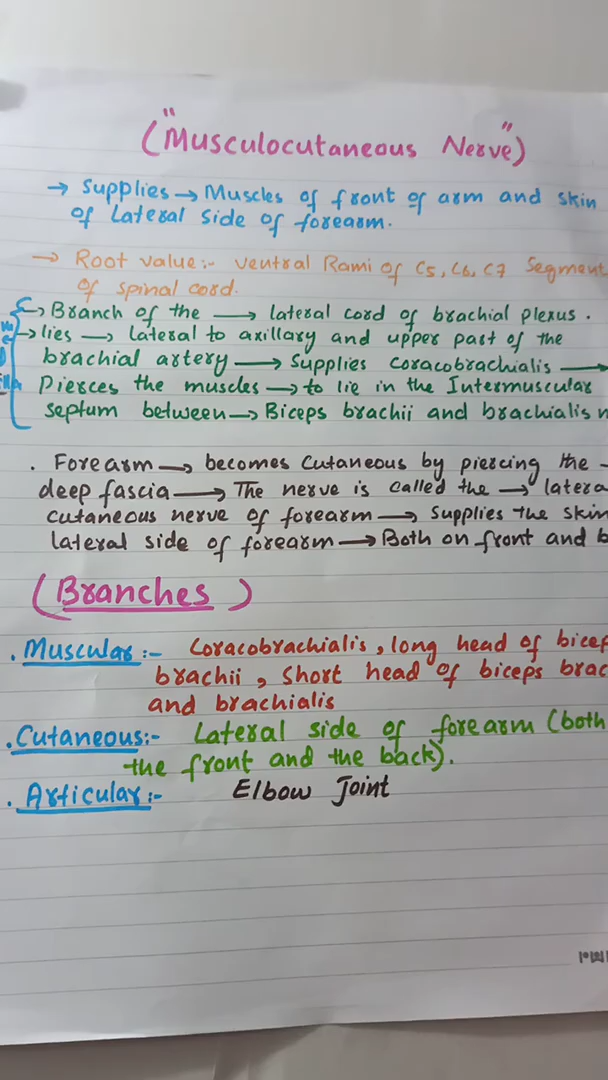 ("Musculocutaneous Nerve")
→ Supplies → Muscles of front of arm and skin
of Lateral side of forearm.
→ Root value:- ventral Rami of C5, C6, C7 Segment
of spinal cord.
→ Branch of the → lateral cord of brachial plexus.
→ lies → lateral to axillary and upper part of the
brachial artery → Supplies coracobrachialis →
Pierces the muscles → to lie in the Intermuscular
septum between → Biceps brachii and brachialis
. Forearm → becomes cutaneous by piercing the
deep fascia → The nerve is called the →
cutaneous nerve of forearm → Supplies the skin
lateral side of forearm → Both on front and
(Branches)
. Muscular:- Coracobrachialis, long head of
brachii, short head of biceps
and brachialis
. Cutaneous:- Lateral side of forearm (both
the front and the back).
. Articular:- Elbow Joint